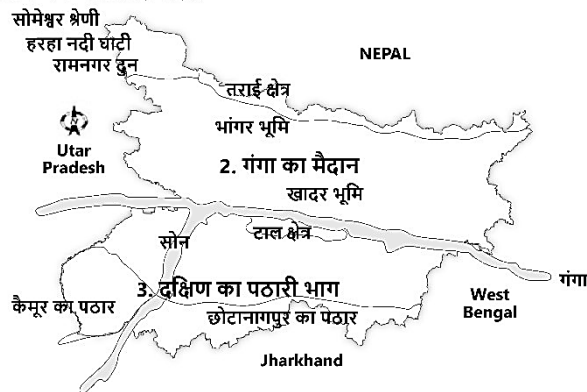 सोमेश्वर श्रेणी
हरहा नदी घाटी
रामनगर दुन
NEPAL
तराई क्षेत्र
भांगर भूमि
N
Utar
Pradesh
2. गंगा का मैदान
खादर भूमि
सोन
टाल क्षेत्र
गंगा
3. दक्षिण का पठारी भाग
कैमूर का पठार
छोटानागपुर का पेठार
West
Bengal
Jharkhand